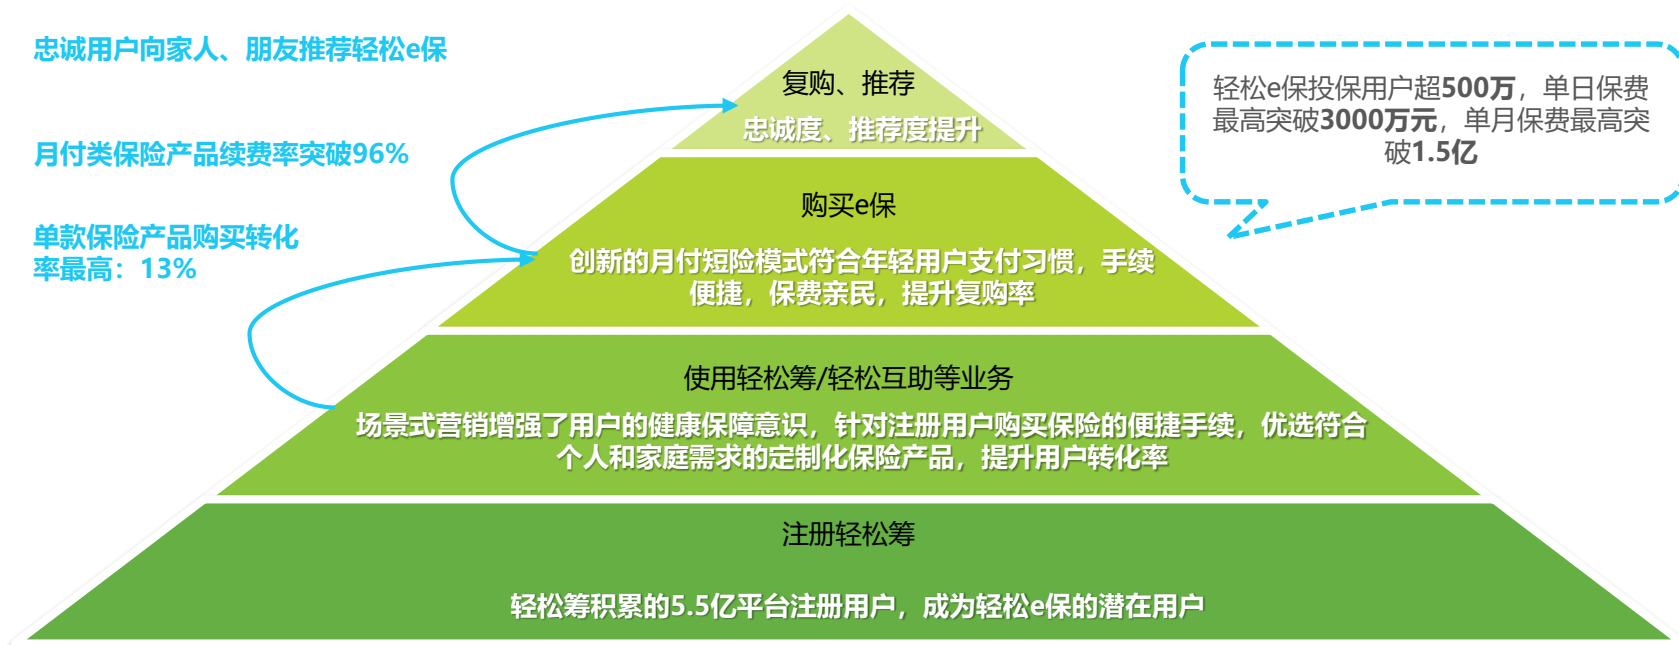 忠诚用户向家人、朋友推荐轻松e保
月付类保险产品续费率突破96%
单款保险产品购买转化
率最高：13%
复购、推荐
忠诚度、推荐度提升
轻松e保投保用户超500万，单日保费
最高突破3000万元，单月保费最高突
破1.5亿
购买e保
创新的月付短险模式符合年轻用户支付习惯，手续
便捷，保费亲民，提升复购率
使用轻松筹/轻松互助等业务
场景式营销增强了用户的健康保障意识，针对注册用户购买保险的便捷手续，优选符合
个人和家庭需求的定制化保险产品，提升用户转化率
注册轻松筹
轻松筹积累的5.5亿平台注册用户，成为轻松e保的潜在用户